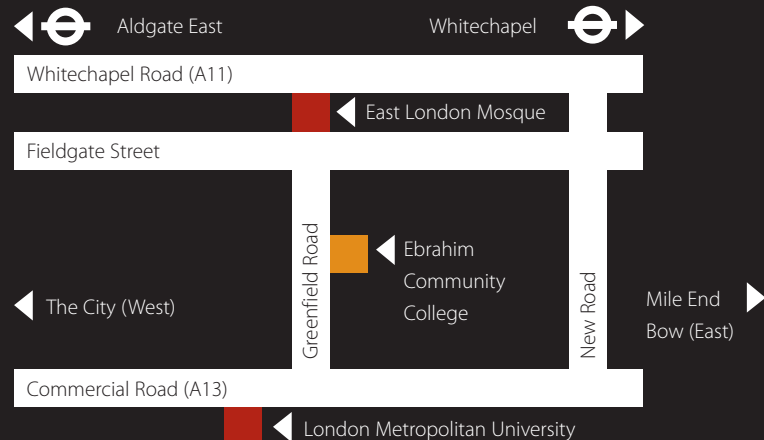 Aldgate East
Whitechapel
Whitechapel Road (A11)
East London Mosque
Fieldgate Street
Greenfield Road
Ebrahim
Community
College
New Road
The City (West)
Mile End
Bow (East)
Commercial Road (A13)
London Metropolitan University